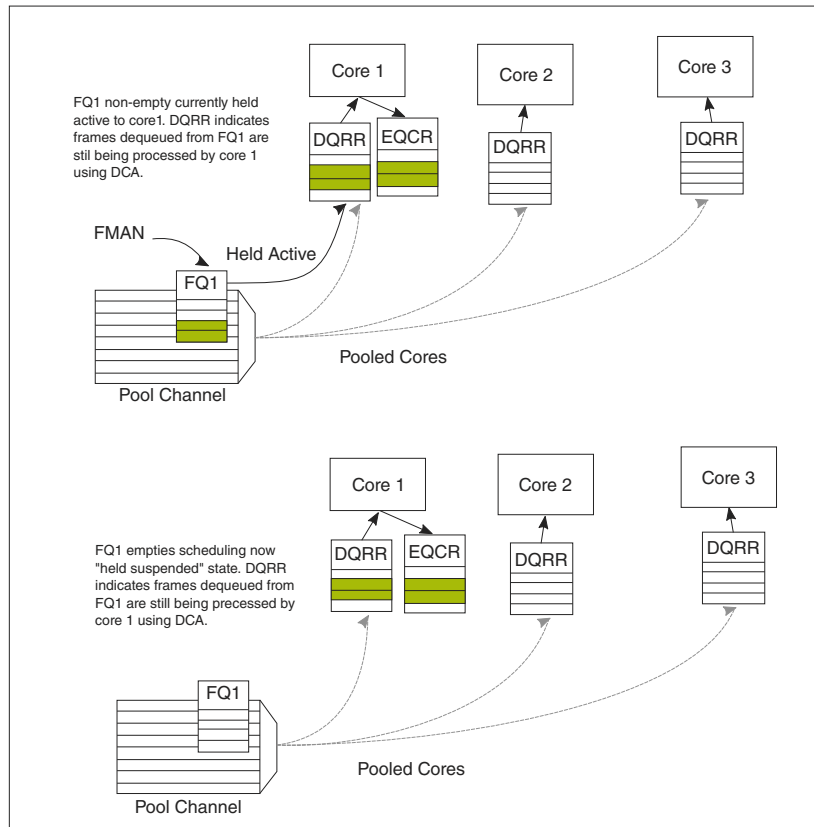 Core 1
Core 2
Core 3
FQ1 non-empty currently held
active to core1. DQRR indicates
frames dequeued from FQ1 are
still being processed by core 1
using DCA.
DQRR
EQCR
DQRR
DQRR
FMAN
Held Active
FQ1
Pooled Cores
Pool Channel
Core 1
Core 2
Core 3
FQ1 empties scheduling now
"held suspended" state. DQRR
indicates frames dequeued from
FQ1 are still being precessed by
core 1 using DCA.
DQRR
EQCR
DQRR
DQRR
FQ1
Pooled Cores
Pool Channel